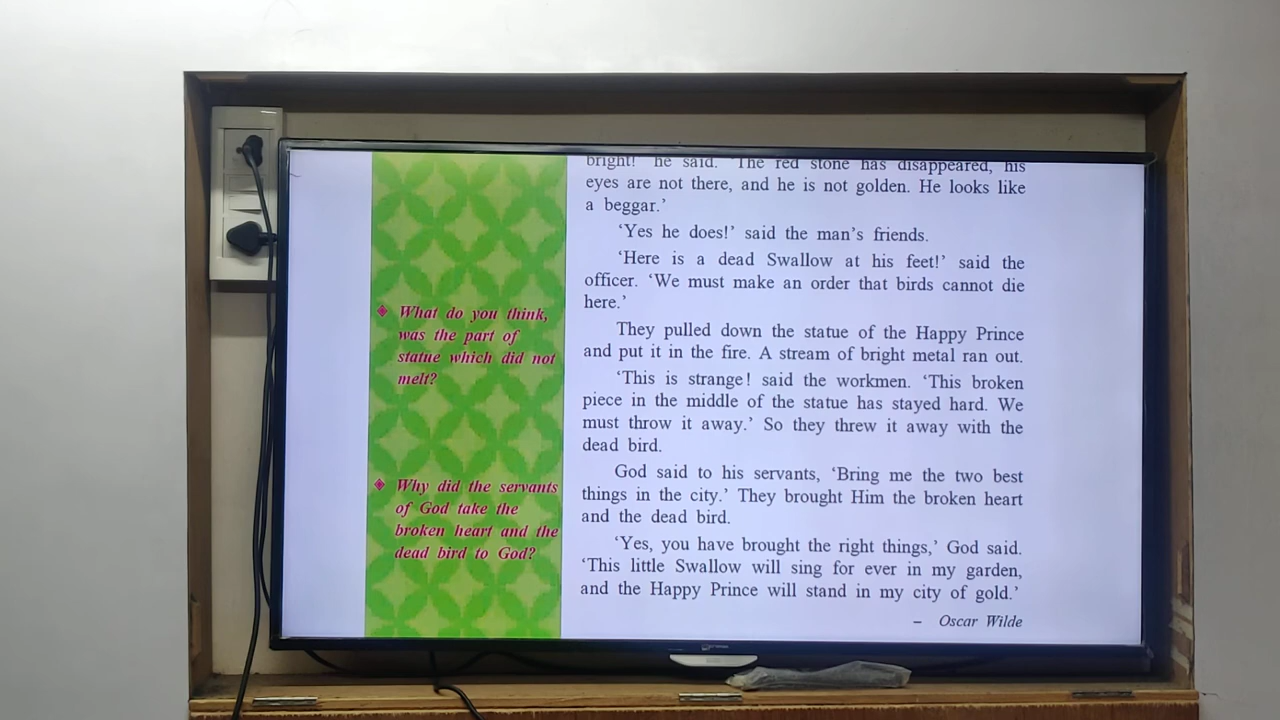 bright! he said. 'The red stone has disappeared, his
eyes are not there, and he is not golden. He looks like
a beggar.’
‘Yes he does!’ said the man’s friends.
‘Here is a dead Swallow at his feet!’ said the
officer. ‘We must make an order that birds cannot die
here.’
They pulled down the statue of the Happy Prince
and put it in the fire. A stream of bright metal ran out.
‘This is strange! said the workmen. ‘This broken
piece in the middle of the statue has stayed hard. We
must throw it away.’ So they threw it away with the
dead bird.
God said to his servants, ‘Bring me the two best
things in the city.’ They brought Him the broken heart
and the dead bird.
‘Yes, you have brought the right things,’ God said.
‘This little Swallow will sing for ever in my garden,
and the Happy Prince will stand in my city of gold.’
– Oscar Wilde
What do you think,
was the part of
statue which did not
melt?
Why did the servants
of God take the
broken heart and the
dead bird to God?